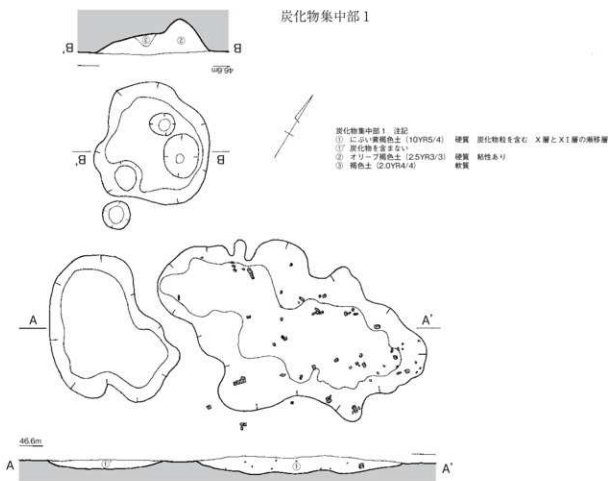 炭化物集中部1
B' B
46.6m
B' B
炭化物集中部1 注記
① にぶい黄褐色土(10YR5/4) 硬質 炭化物粒を含む X層とXI層の漸移層
①' 炭化物を含まない
② オリーブ褐色土(2.5YR3/3) 硬質 粘性あり
③ 褐色土(2.0YR4/4) 軟質
A A'
46.6m
A ①' ① A'